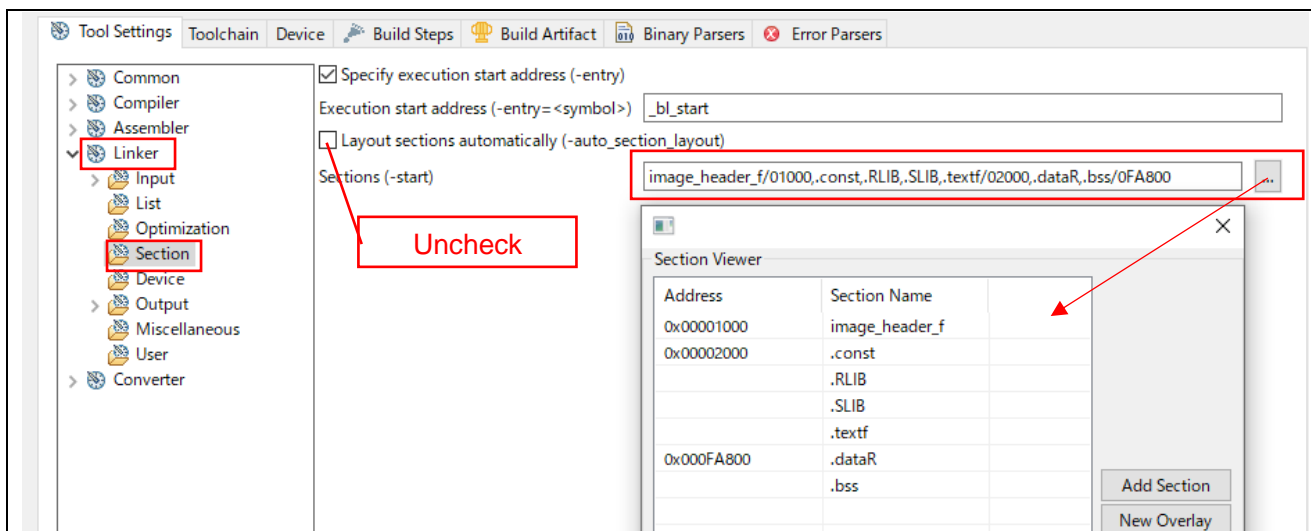 Tool Settings Toolchain Device Build Steps Build Artifact Binary Parsers Error Parsers
Common
Compiler
Assembler
Linker
Input
List
Optimization
Section
Device
Output
Miscellaneous
User
Converter
Specify execution start address (-entry)
Execution start address (-entry=<symbol>) _bl_start
Layout sections automatically (-auto_section_layout)
Sections (-start) image_header_f/01000,.const,.RLIB,.SLIB,.textf/02000,.dataR,.bss/0FA800 ...
Uncheck
Section Viewer
Address Section Name
0x00001000 image_header_f
0x00002000 .const
.RLIB
.SLIB
.textf
0x000FA800 .dataR
.bss
Add Section
New Overlay